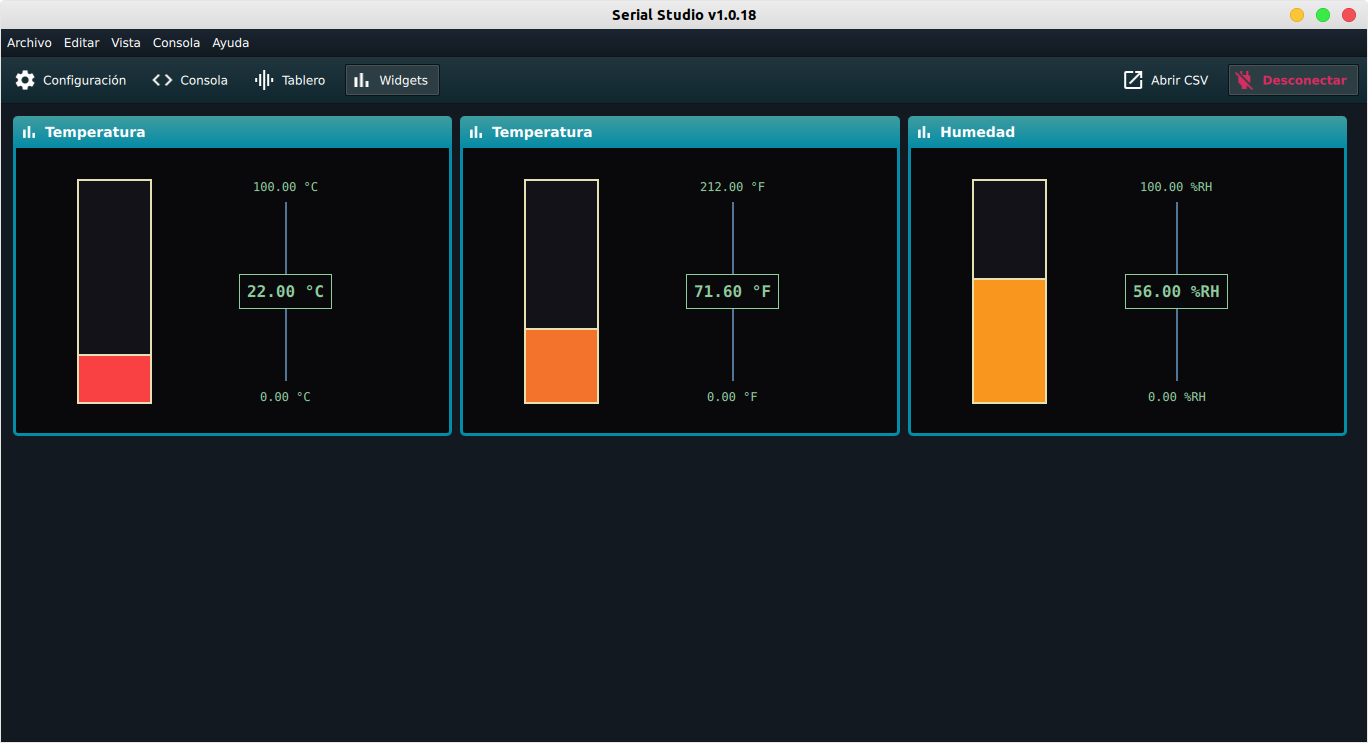 Serial Studio v1.0.18
Archivo Editar Vista Consola Ayuda
Configuración Consola Tablero Widgets Abrir CSV Desconectar
Temperatura
100.00 °C
22.00 °C
0.00 °C
Temperatura
212.00 °F
71.60 °F
0.00 °F
Humedad
100.00 %RH
56.00 %RH
0.00 %RH